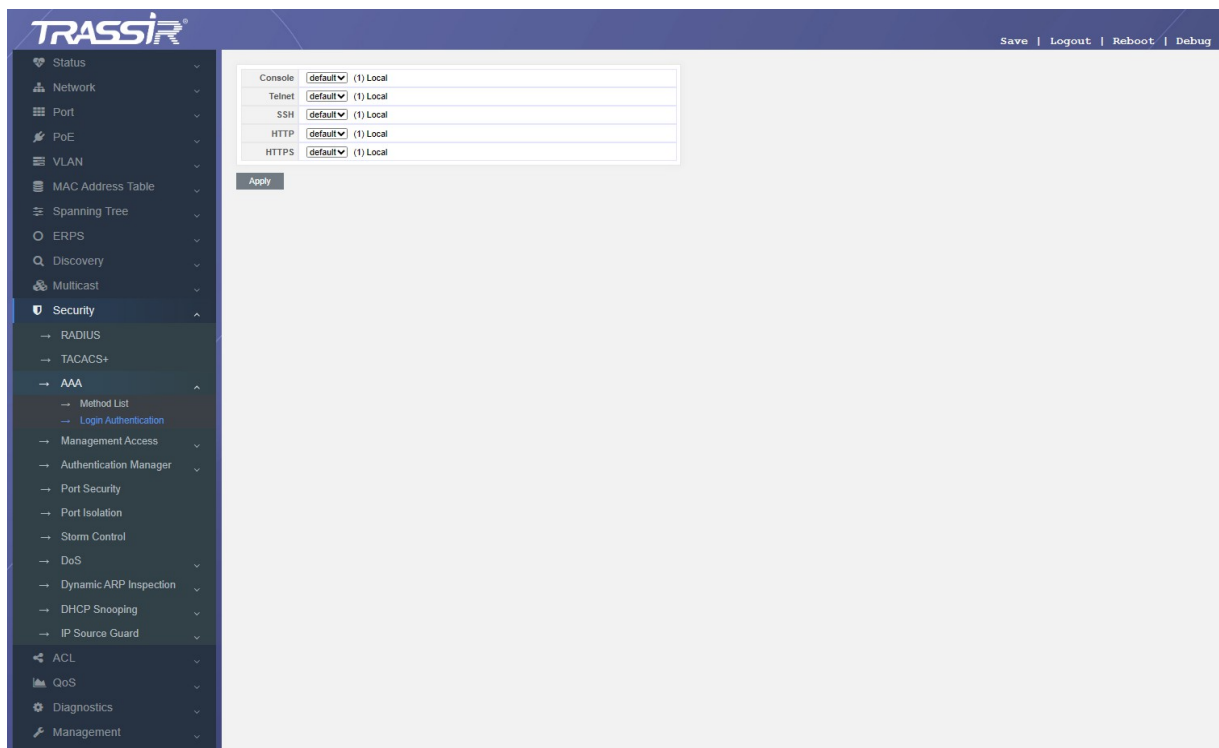 TRASSIR®
Save | Logout | Reboot | Debug
Status
Network
Port
PoE
VLAN
MAC Address Table
Spanning Tree
ERPS
Discovery
Multicast
Security
→ RADIUS
→ TACACS+
→ AAA
→ Method List
→ Login Authentication
→ Management Access
→ Authentication Manager
→ Port Security
→ Port Isolation
→ Storm Control
→ DoS
→ Dynamic ARP Inspection
→ DHCP Snooping
→ IP Source Guard
ACL
QoS
Diagnostics
Management
Console default (1) Local
Telnet default (1) Local
SSH default (1) Local
HTTP default (1) Local
HTTPS default (1) Local
Apply